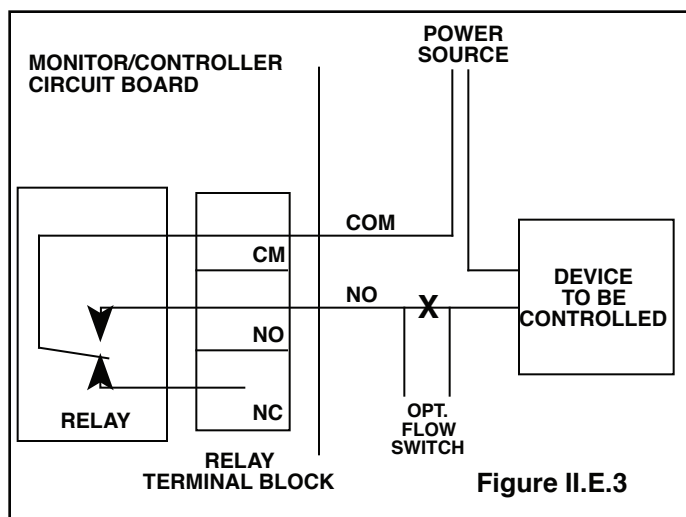 MONITOR/CONTROLLER
CIRCUIT BOARD
POWER
SOURCE
COM
CM
NO
NO
NC
X
RELAY
RELAY
TERMINAL BLOCK
OPT.
FLOW
SWITCH
DEVICE
TO BE
CONTROLLED
Figure II.E.3